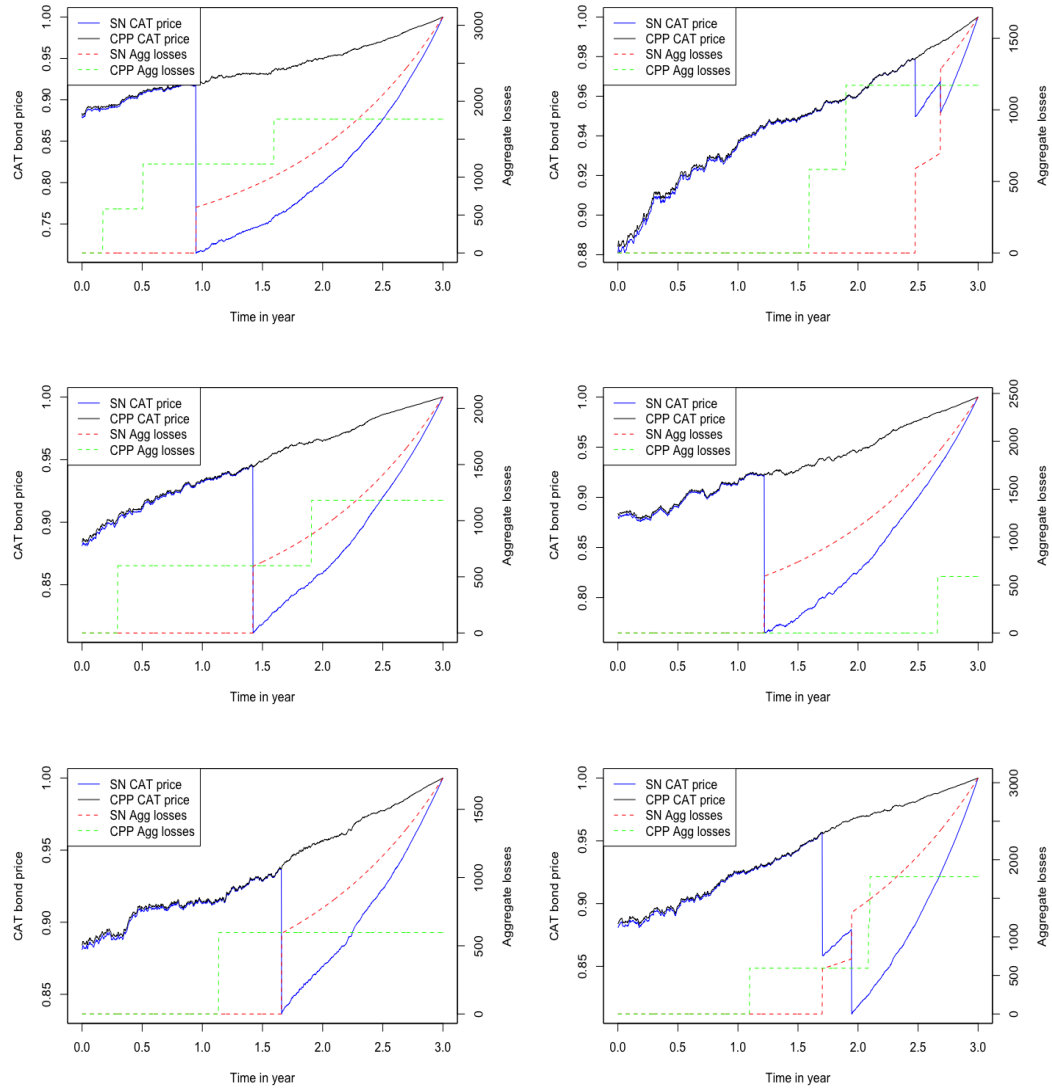 SN CAT price
CPP CAT price
SN Agg losses
CPP Agg losses
CAT bond price
0.75 0.80 0.85 0.90 0.95 1.00
0 500 1000 1500 2000 2500 3000
Aggregate losses
0.0 0.5 1.0 1.5 2.0 2.5 3.0
Time in year
SN CAT price
CPP CAT price
SN Agg losses
CPP Agg losses
CAT bond price
0.88 0.90 0.92 0.94 0.96 0.98 1.00
0 500 1000 1500
Aggregate losses
0.0 0.5 1.0 1.5 2.0 2.5 3.0
Time in year
SN CAT price
CPP CAT price
SN Agg losses
CPP Agg losses
CAT bond price
0.85 0.90 0.95 1.00
0 500 1000 1500 2000
Aggregate losses
0.0 0.5 1.0 1.5 2.0 2.5 3.0
Time in year
SN CAT price
CPP CAT price
SN Agg losses
CPP Agg losses
CAT bond price
0.80 0.85 0.90 0.95 1.00
0 500 1000 1500 2000 2500
Aggregate losses
0.0 0.5 1.0 1.5 2.0 2.5 3.0
Time in year
SN CAT price
CPP CAT price
SN Agg losses
CPP Agg losses
CAT bond price
0.85 0.90 0.95 1.00
0 500 1000 1500
Aggregate losses
0.0 0.5 1.0 1.5 2.0 2.5 3.0
Time in year
SN CAT price
CPP CAT price
SN Agg losses
CPP Agg losses
CAT bond price
0.85 0.90 0.95 1.00
0 500 1000 1500 2000 2500 3000
Aggregate losses
0.0 0.5 1.0 1.5 2.0 2.5 3.0
Time in year